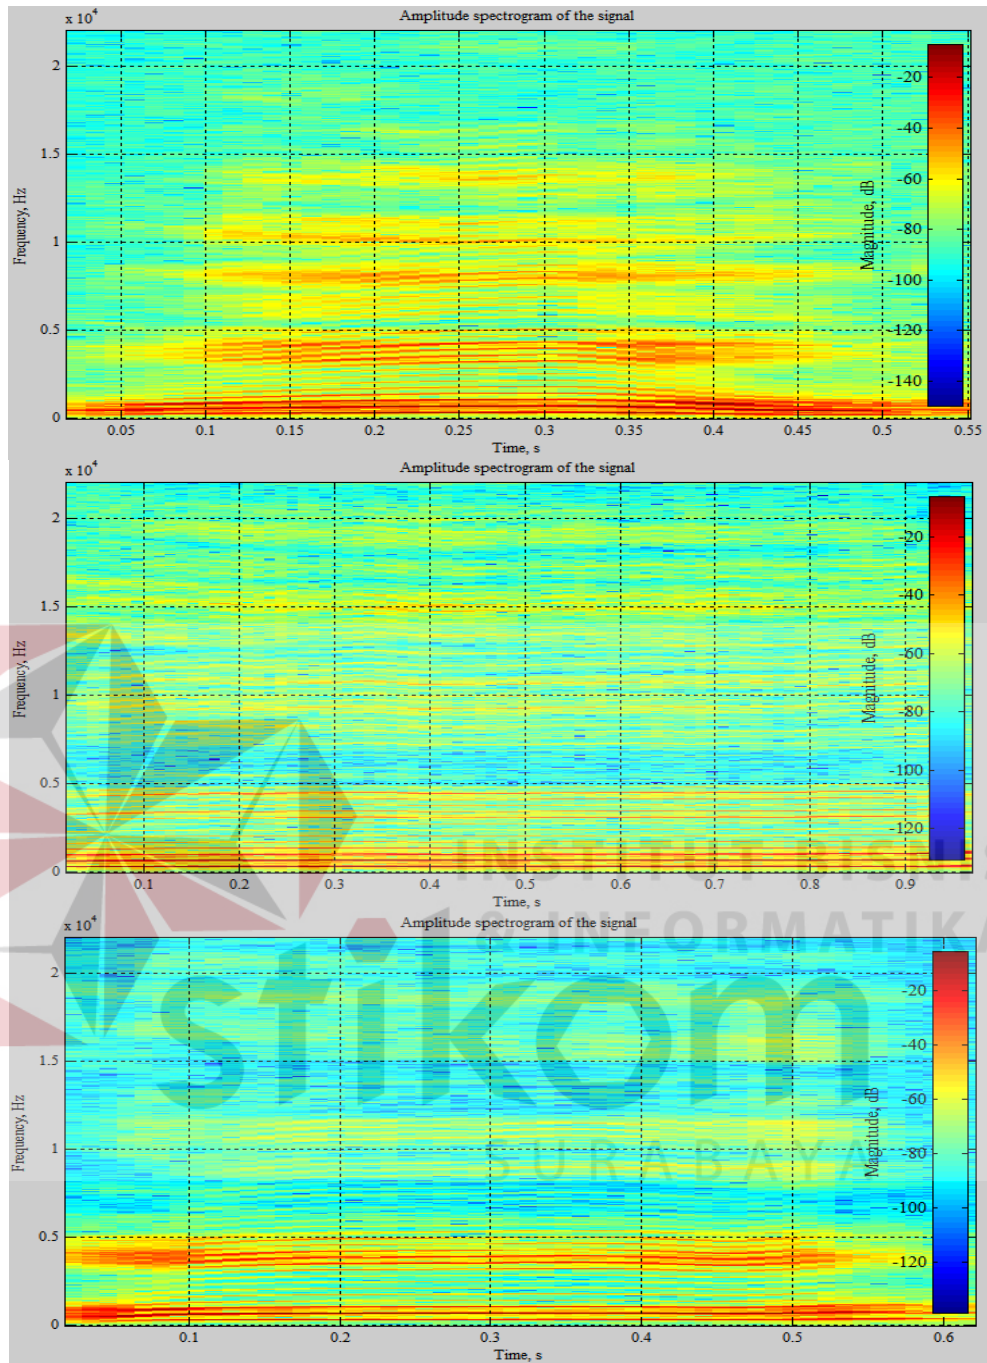 Amplitude spectrogram of the signal
x 10^4
2
1.5
1
0.5
0
Frequency, Hz
0.05 0.1 0.15 0.2 0.25 0.3 0.35 0.4 0.45 0.5 0.55
Time, s
Magnitude, dB
-20
-40
-60
-80
-100
-120
-140
Amplitude spectrogram of the signal
x 10^4
2
1.5
1
0.5
0
Frequency, Hz
0.1 0.2 0.3 0.4 0.5 0.6 0.7 0.8 0.9
Time, s
Magnitude, dB
-20
-40
-60
-80
-100
-120
INSTITUT BISNIS
& INFORMATIKA
stikom
SURABAYA
Amplitude spectrogram of the signal
x 10^4
2
1.5
1
0.5
0
Frequency, Hz
0.1 0.2 0.3 0.4 0.5 0.6
Time, s
Magnitude, dB
-20
-40
-60
-80
-100
-120